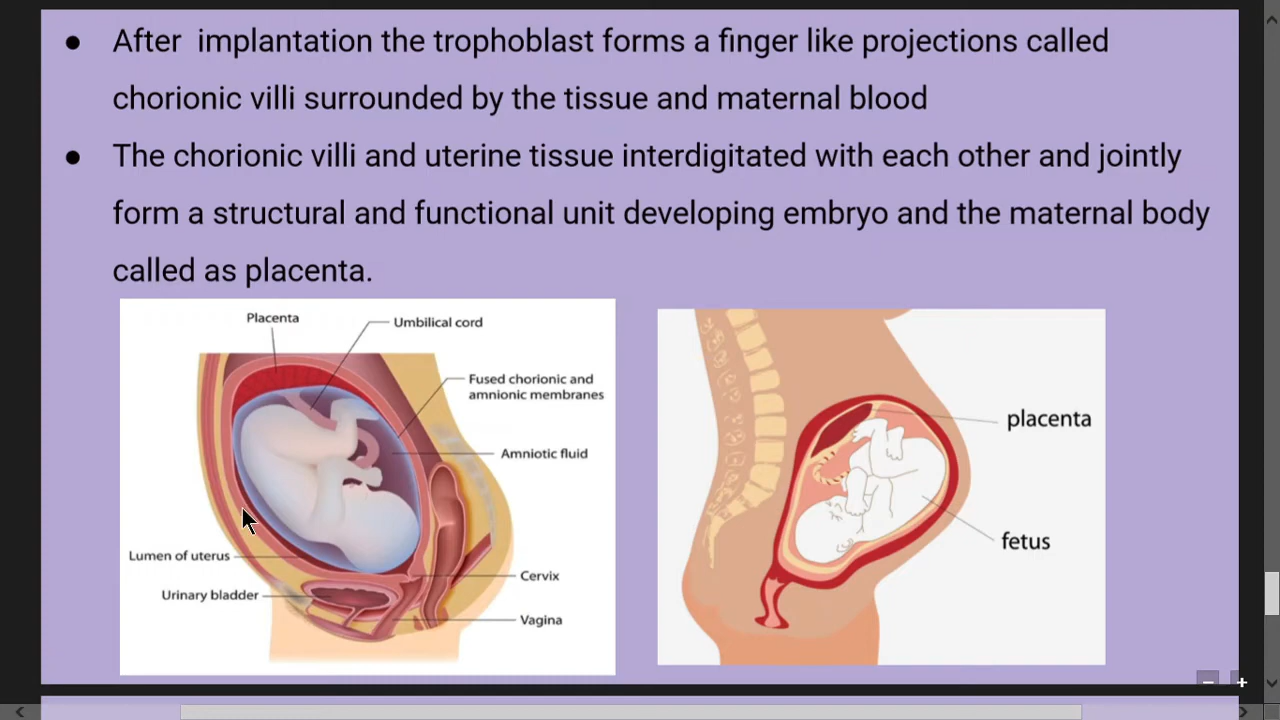 ● After implantation the trophoblast forms a finger like projections called
chorionic villi surrounded by the tissue and maternal blood
● The chorionic villi and uterine tissue interdigitated with each other and jointly
form a structural and functional unit developing embryo and the maternal body
called as placenta.
Placenta
Umbilical cord
Fused chorionic and
amnionic membranes
Amniotic fluid
Lumen of uterus
Urinary bladder
Cervix
Vagina
placenta
fetus